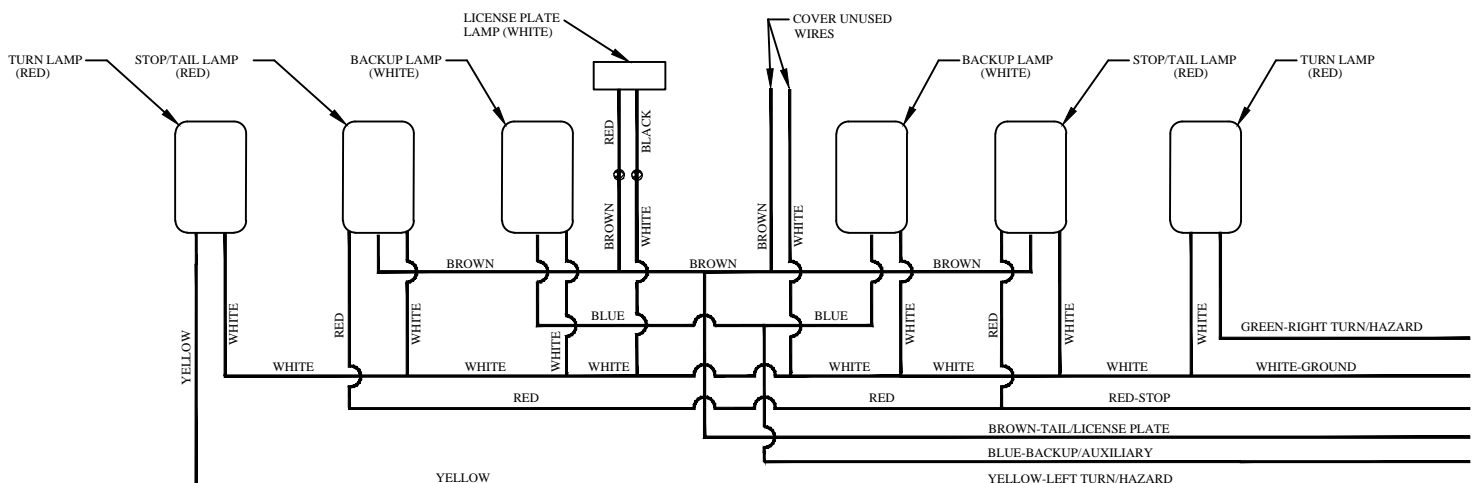 LICENSE PLATE
LAMP (WHITE)
COVER UNUSED
WIRES
TURN LAMP
(RED)
STOP/TAIL LAMP
(RED)
BACKUP LAMP
(WHITE)
BACKUP LAMP
(WHITE)
STOP/TAIL LAMP
(RED)
TURN LAMP
(RED)
RED
BLACK
BROWN
WHITE
BROWN
WHITE
BROWN
BROWN
BROWN
YELLOW
WHITE
RED
WHITE
WHITE
BLUE
BLUE
WHITE
RED
WHITE
WHITE
GREEN-RIGHT TURN/HAZARD
WHITE
WHITE
WHITE
WHITE
WHITE
WHITE
WHITE-GROUND
RED
RED
RED-STOP
BROWN-TAIL/LICENSE PLATE
BLUE-BACKUP/AUXILIARY
YELLOW
YELLOW-LEFT TURN/HAZARD